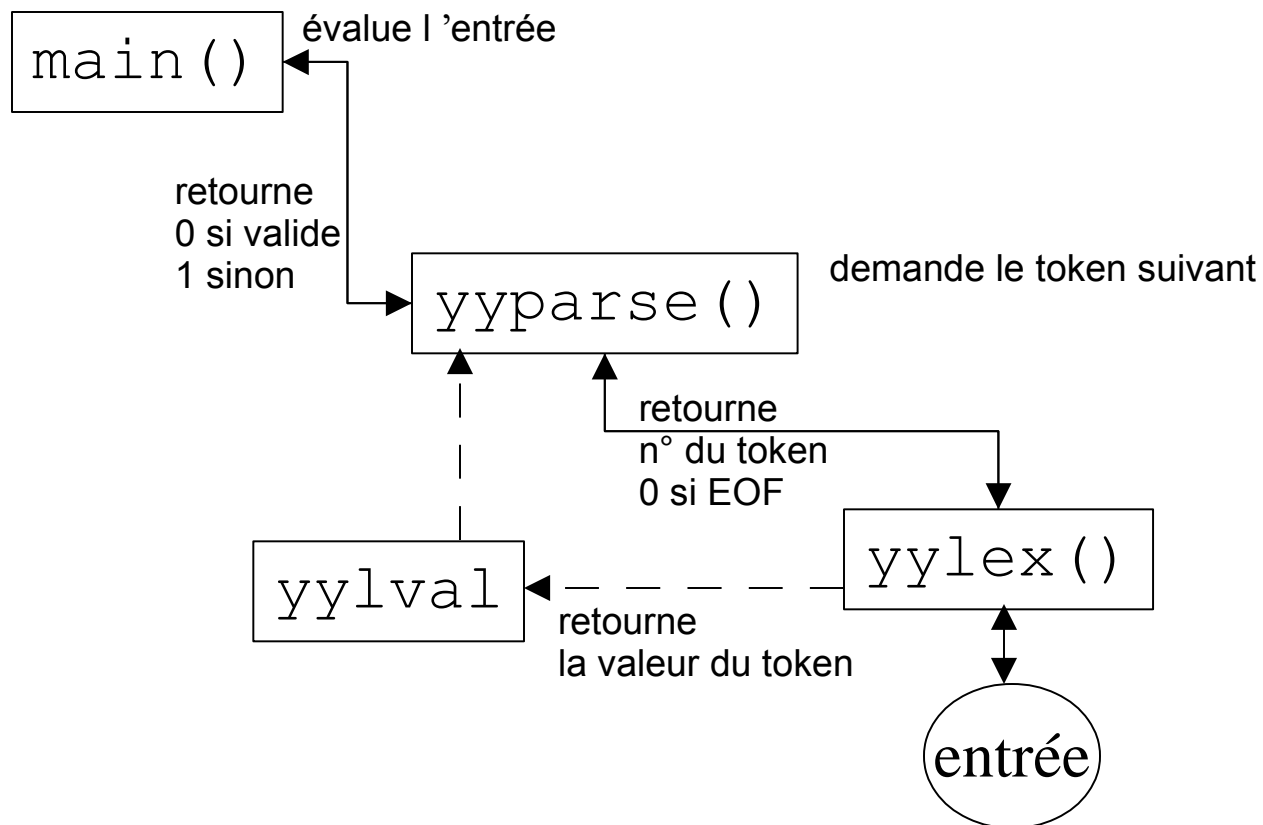 évalue l ’entrée
main()
retourne
0 si valide
1 sinon
demande le token suivant
yyparse()
retourne
n° du token
0 si EOF
yylex()
yylval
retourne
la valeur du token
entrée